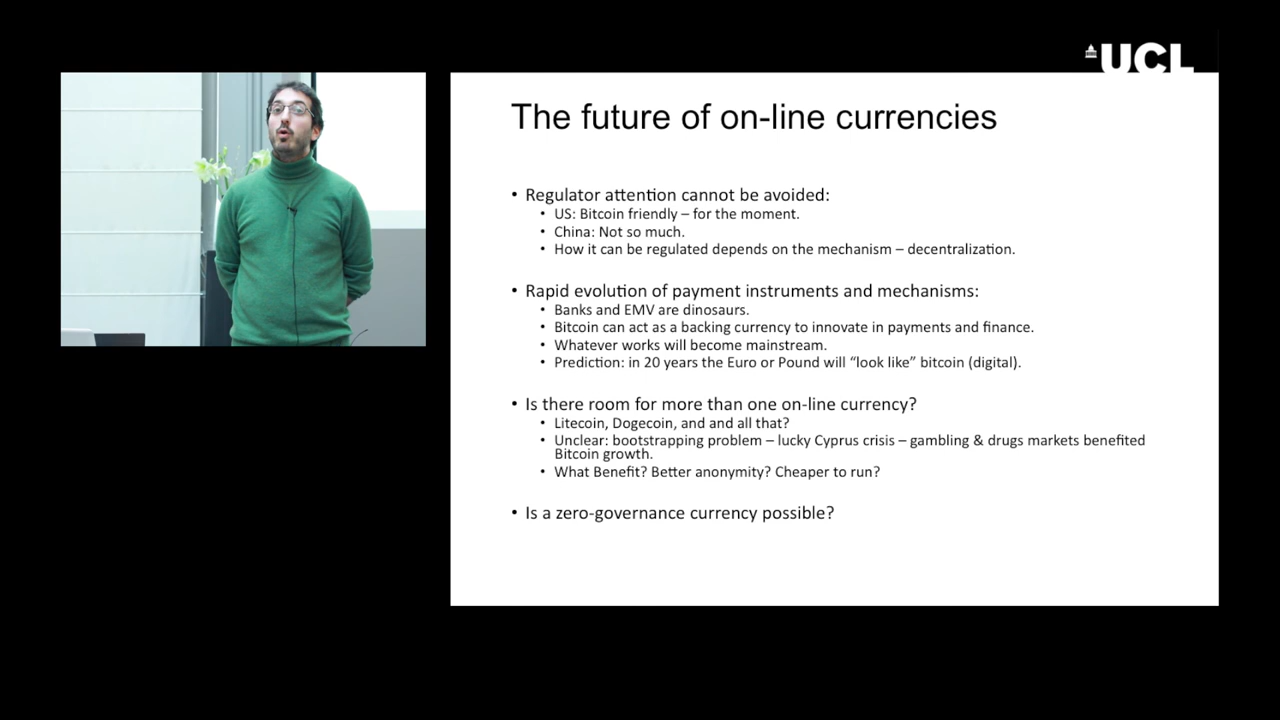 UCL
The future of on-line currencies
• Regulator attention cannot be avoided:
• US: Bitcoin friendly – for the moment.
• China: Not so much.
• How it can be regulated depends on the mechanism – decentralization.
• Rapid evolution of payment instruments and mechanisms:
• Banks and EMV are dinosaurs.
• Bitcoin can act as a backing currency to innovate in payments and finance.
• Whatever works will become mainstream.
• Prediction: in 20 years the Euro or Pound will “look like” bitcoin (digital).
• Is there room for more than one on-line currency?
• Litecoin, Dogecoin, and and all that?
• Unclear: bootstrapping problem – lucky Cyprus crisis – gambling & drugs markets benefited
Bitcoin growth.
• What Benefit? Better anonymity? Cheaper to run?
• Is a zero-governance currency possible?